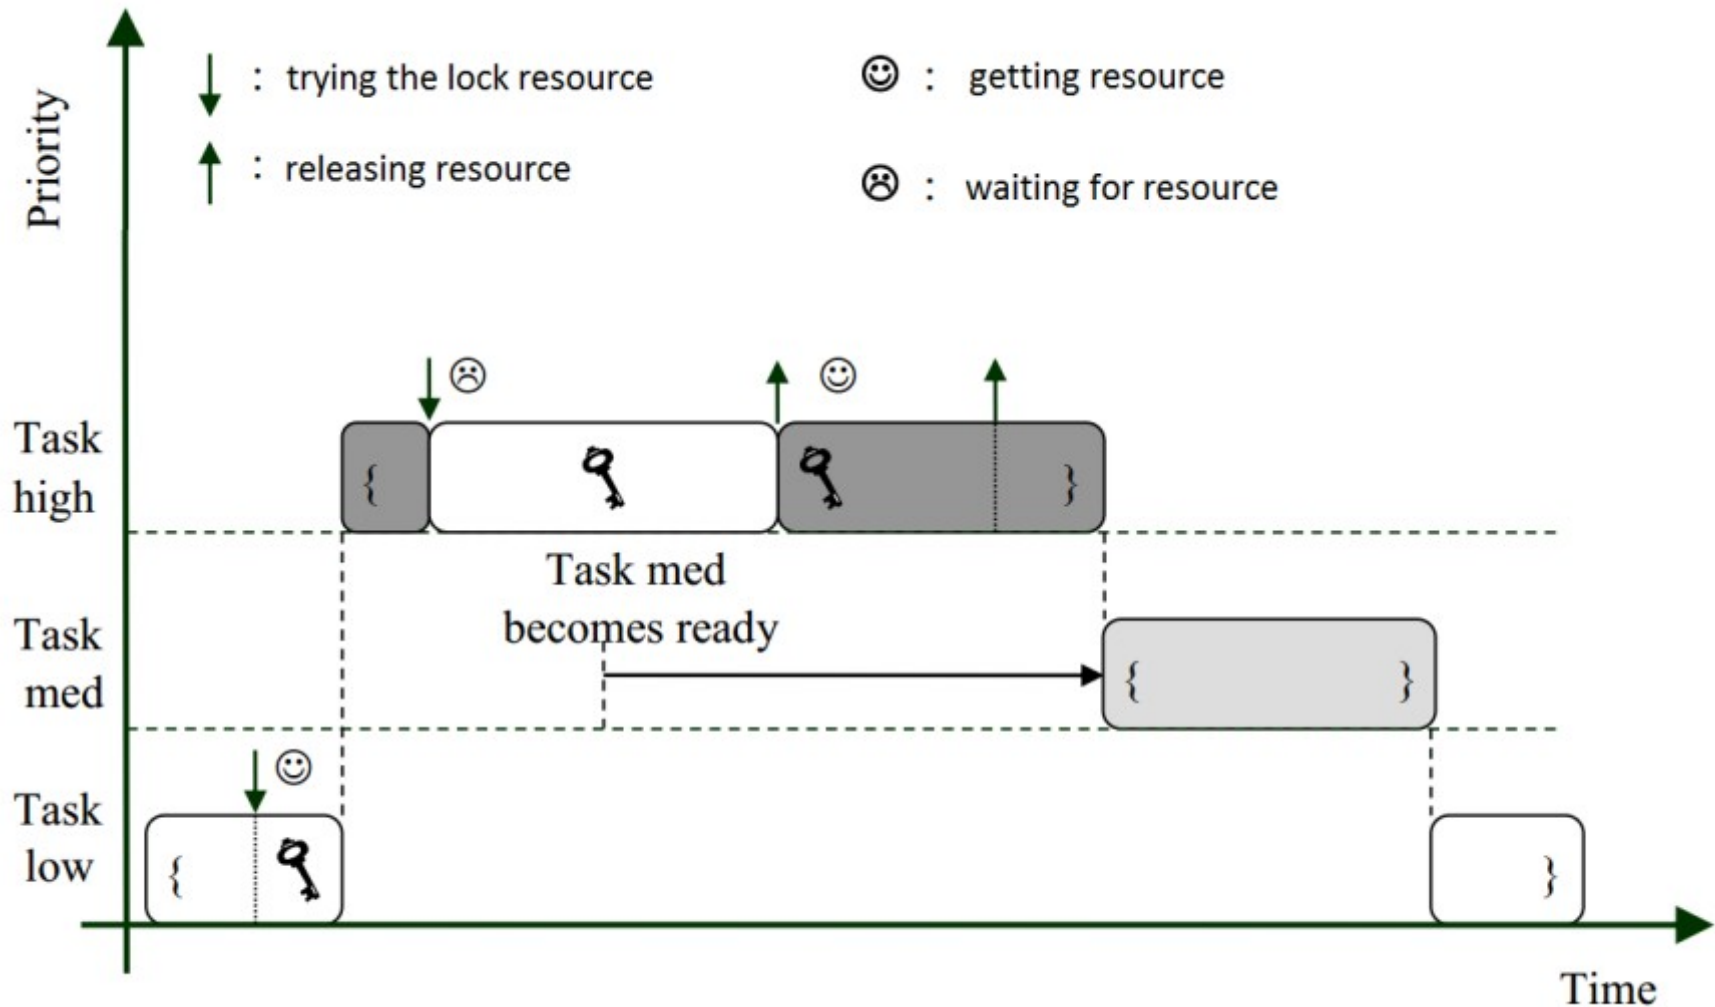 Priority
: trying the lock resource
: getting resource
: releasing resource
: waiting for resource
Task
high
{
}
Task med
becomes ready
Task
med
{
}
Task
low
{
}
Time